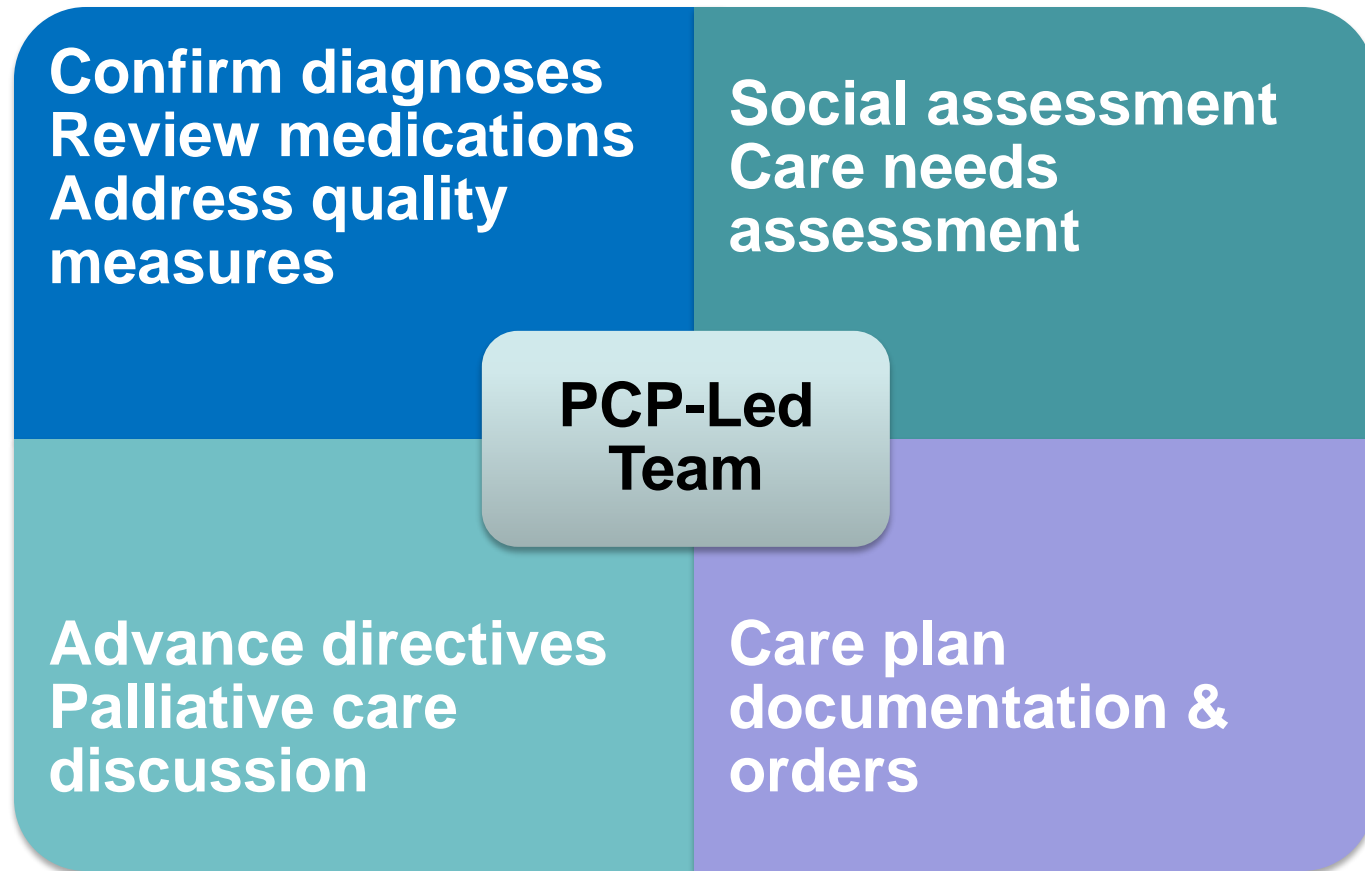 Confirm diagnoses
Review medications
Address quality
measures
Social assessment
Care needs
assessment
PCP-Led
Team
Advance directives
Palliative care
discussion
Care plan
documentation &
orders